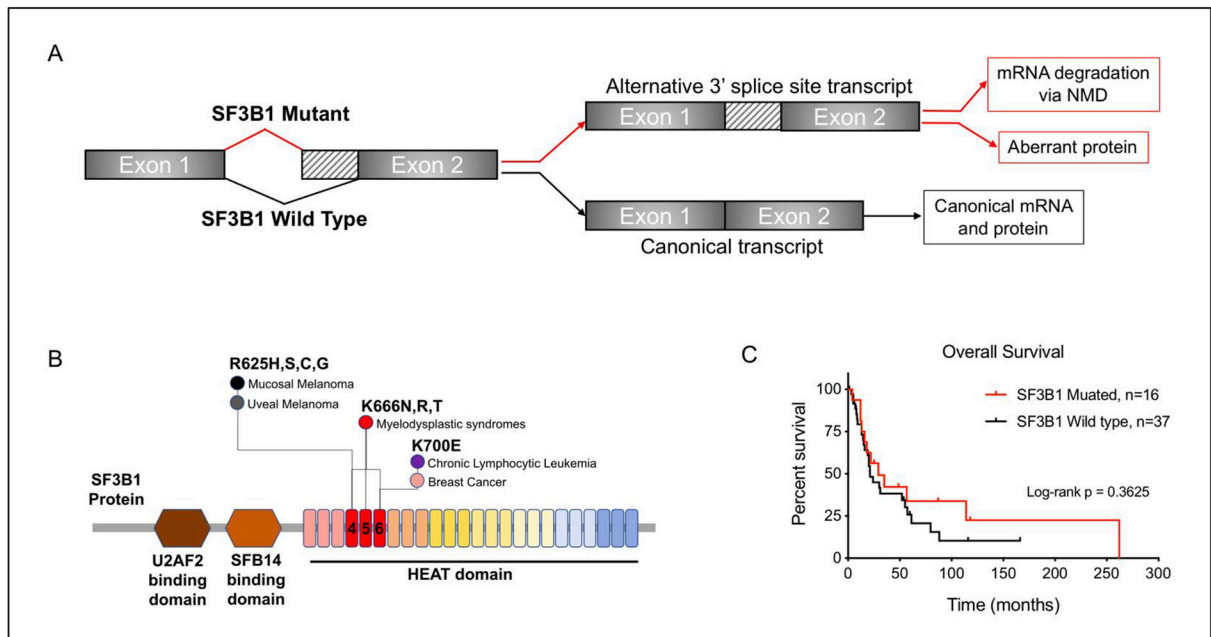 A
SF3B1 Mutant
Exon 1
Exon 2
SF3B1 Wild Type
Alternative 3’ splice site transcript
Exon 1
Exon 2
mRNA degradation
via NMD
Aberrant protein
Exon 1
Exon 2
Canonical transcript
Canonical mRNA
and protein
B
R625H,S,C,G
Mucosal Melanoma
Uveal Melanoma
K666N,R,T
Myelodysplastic syndromes
K700E
Chronic Lymphocytic Leukemia
Breast Cancer
SF3B1
Protein
4 5 6
U2AF2
binding
domain
SFB14
binding
domain
HEAT domain
C
Overall Survival
SF3B1 Muated, n=16
SF3B1 Wild type, n=37
Log-rank p = 0.3625
Percent survival
100
75
50
25
0
0 50 100 150 200 250 300
Time (months)